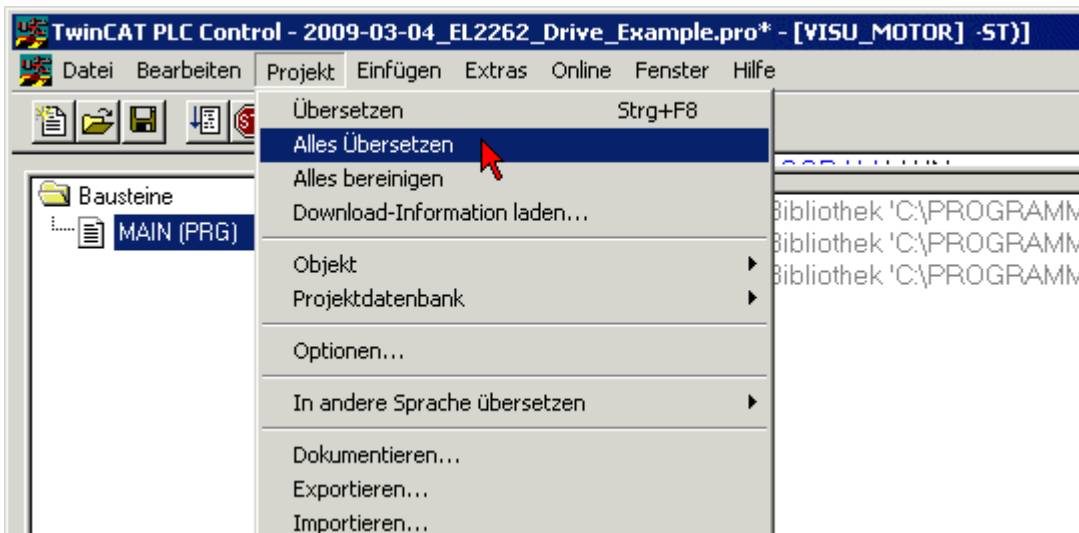 TwinCAT PLC Control - 2009-03-04_EL2262_Drive_Example.pro* - [VISU_MOTOR] -ST)]
Datei Bearbeiten Projekt Einfügen Extras Online Fenster Hilfe
Übersetzen Strg+F8
Alles Übersetzen
Alles bereinigen
Download-Information laden...
Objekt
Projektdatenbank
Optionen...
In andere Sprache übersetzen
Dokumentieren...
Exportieren...
Importieren...
Bausteine
MAIN (PRG)
Bibliothek 'C:\PROGRAMM
Bibliothek 'C:\PROGRAMM
Bibliothek 'C:\PROGRAMM